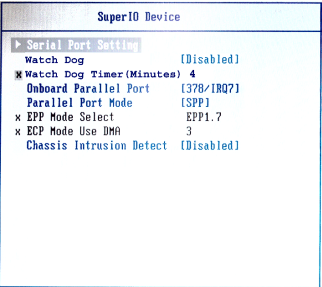 SuperIO Device
▶ Serial Port Setting
Watch Dog [Disabled]
x Watch Dog Timer(Minutes) 4
Onboard Parallel Port [378/IRQ7]
Parallel Port Mode [SPP]
x EPP Mode Select EPP1.7
x ECP Mode Use DMA 3
Chassis Intrusion Detect [Disabled]